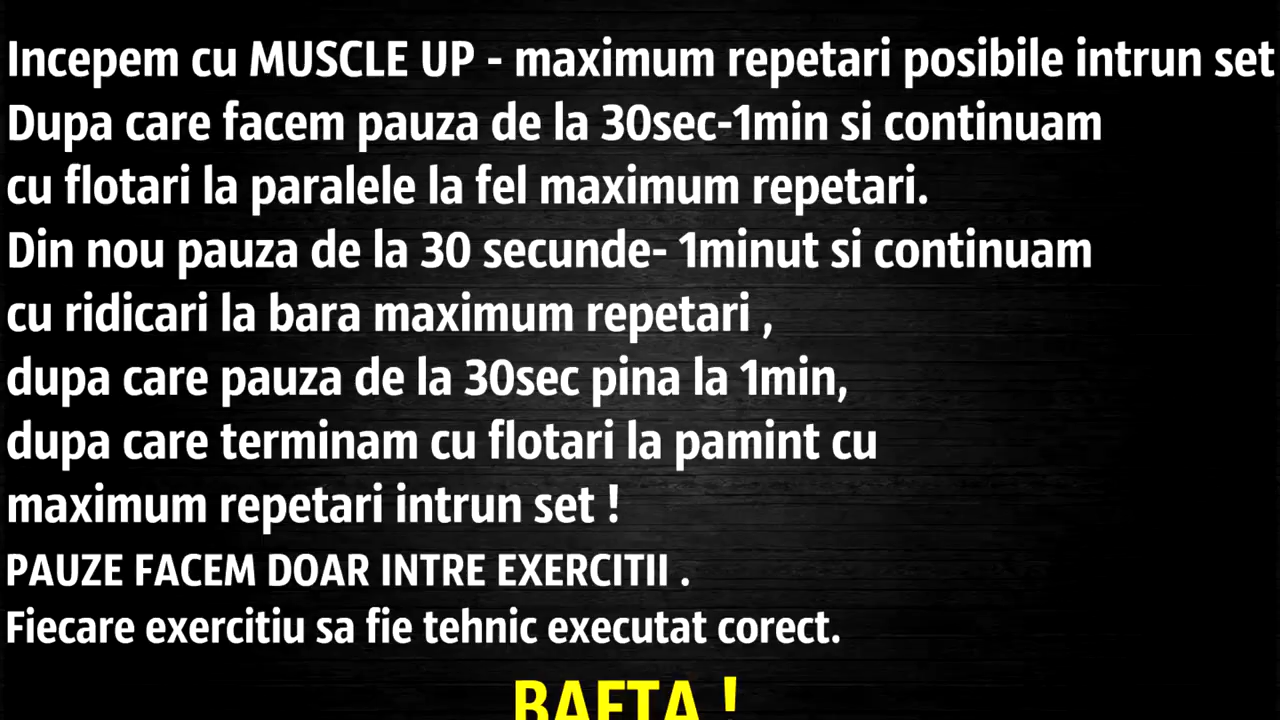 Incepem cu MUSCLE UP - maximum repetari posibile intrun set
Dupa care facem pauza de la 30sec-1min si continuam
cu flotari la paralele la fel maximum repetari.
Din nou pauza de la 30 secunde- 1minut si continuam
cu ridicari la bara maximum repetari ,
dupa care pauza de la 30sec pina la 1min,
dupa care terminam cu flotari la pamint cu
maximum repetari intrun set !
PAUZE FACEM DOAR INTRE EXERCITII .
Fiecare exercitiu sa fie tehnic executat corect.
BAFTA !